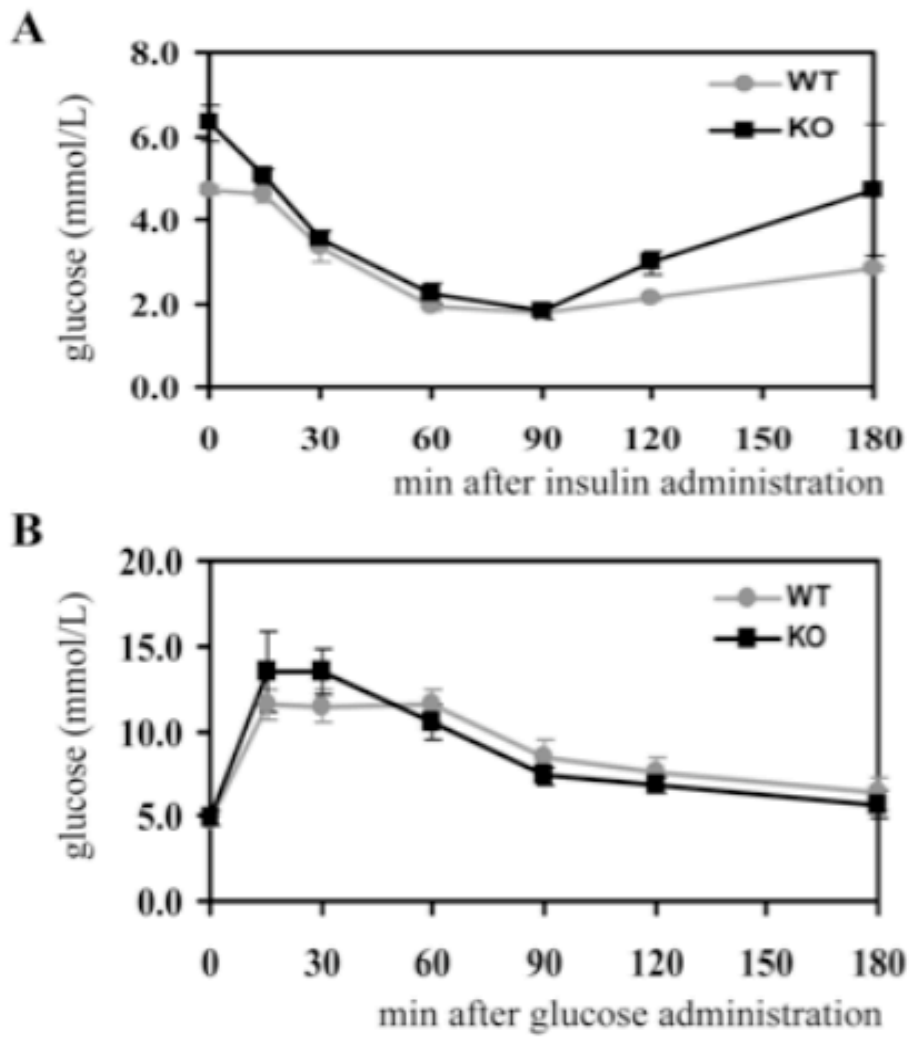 A
8.0
6.0
4.0
2.0
0.0
glucose (mmol/L)
WT
KO
0 30 60 90 120 150 180
min after insulin administration
B
20.0
15.0
10.0
5.0
0.0
glucose (mmol/L)
WT
KO
0 30 60 90 120 150 180
min after glucose administration